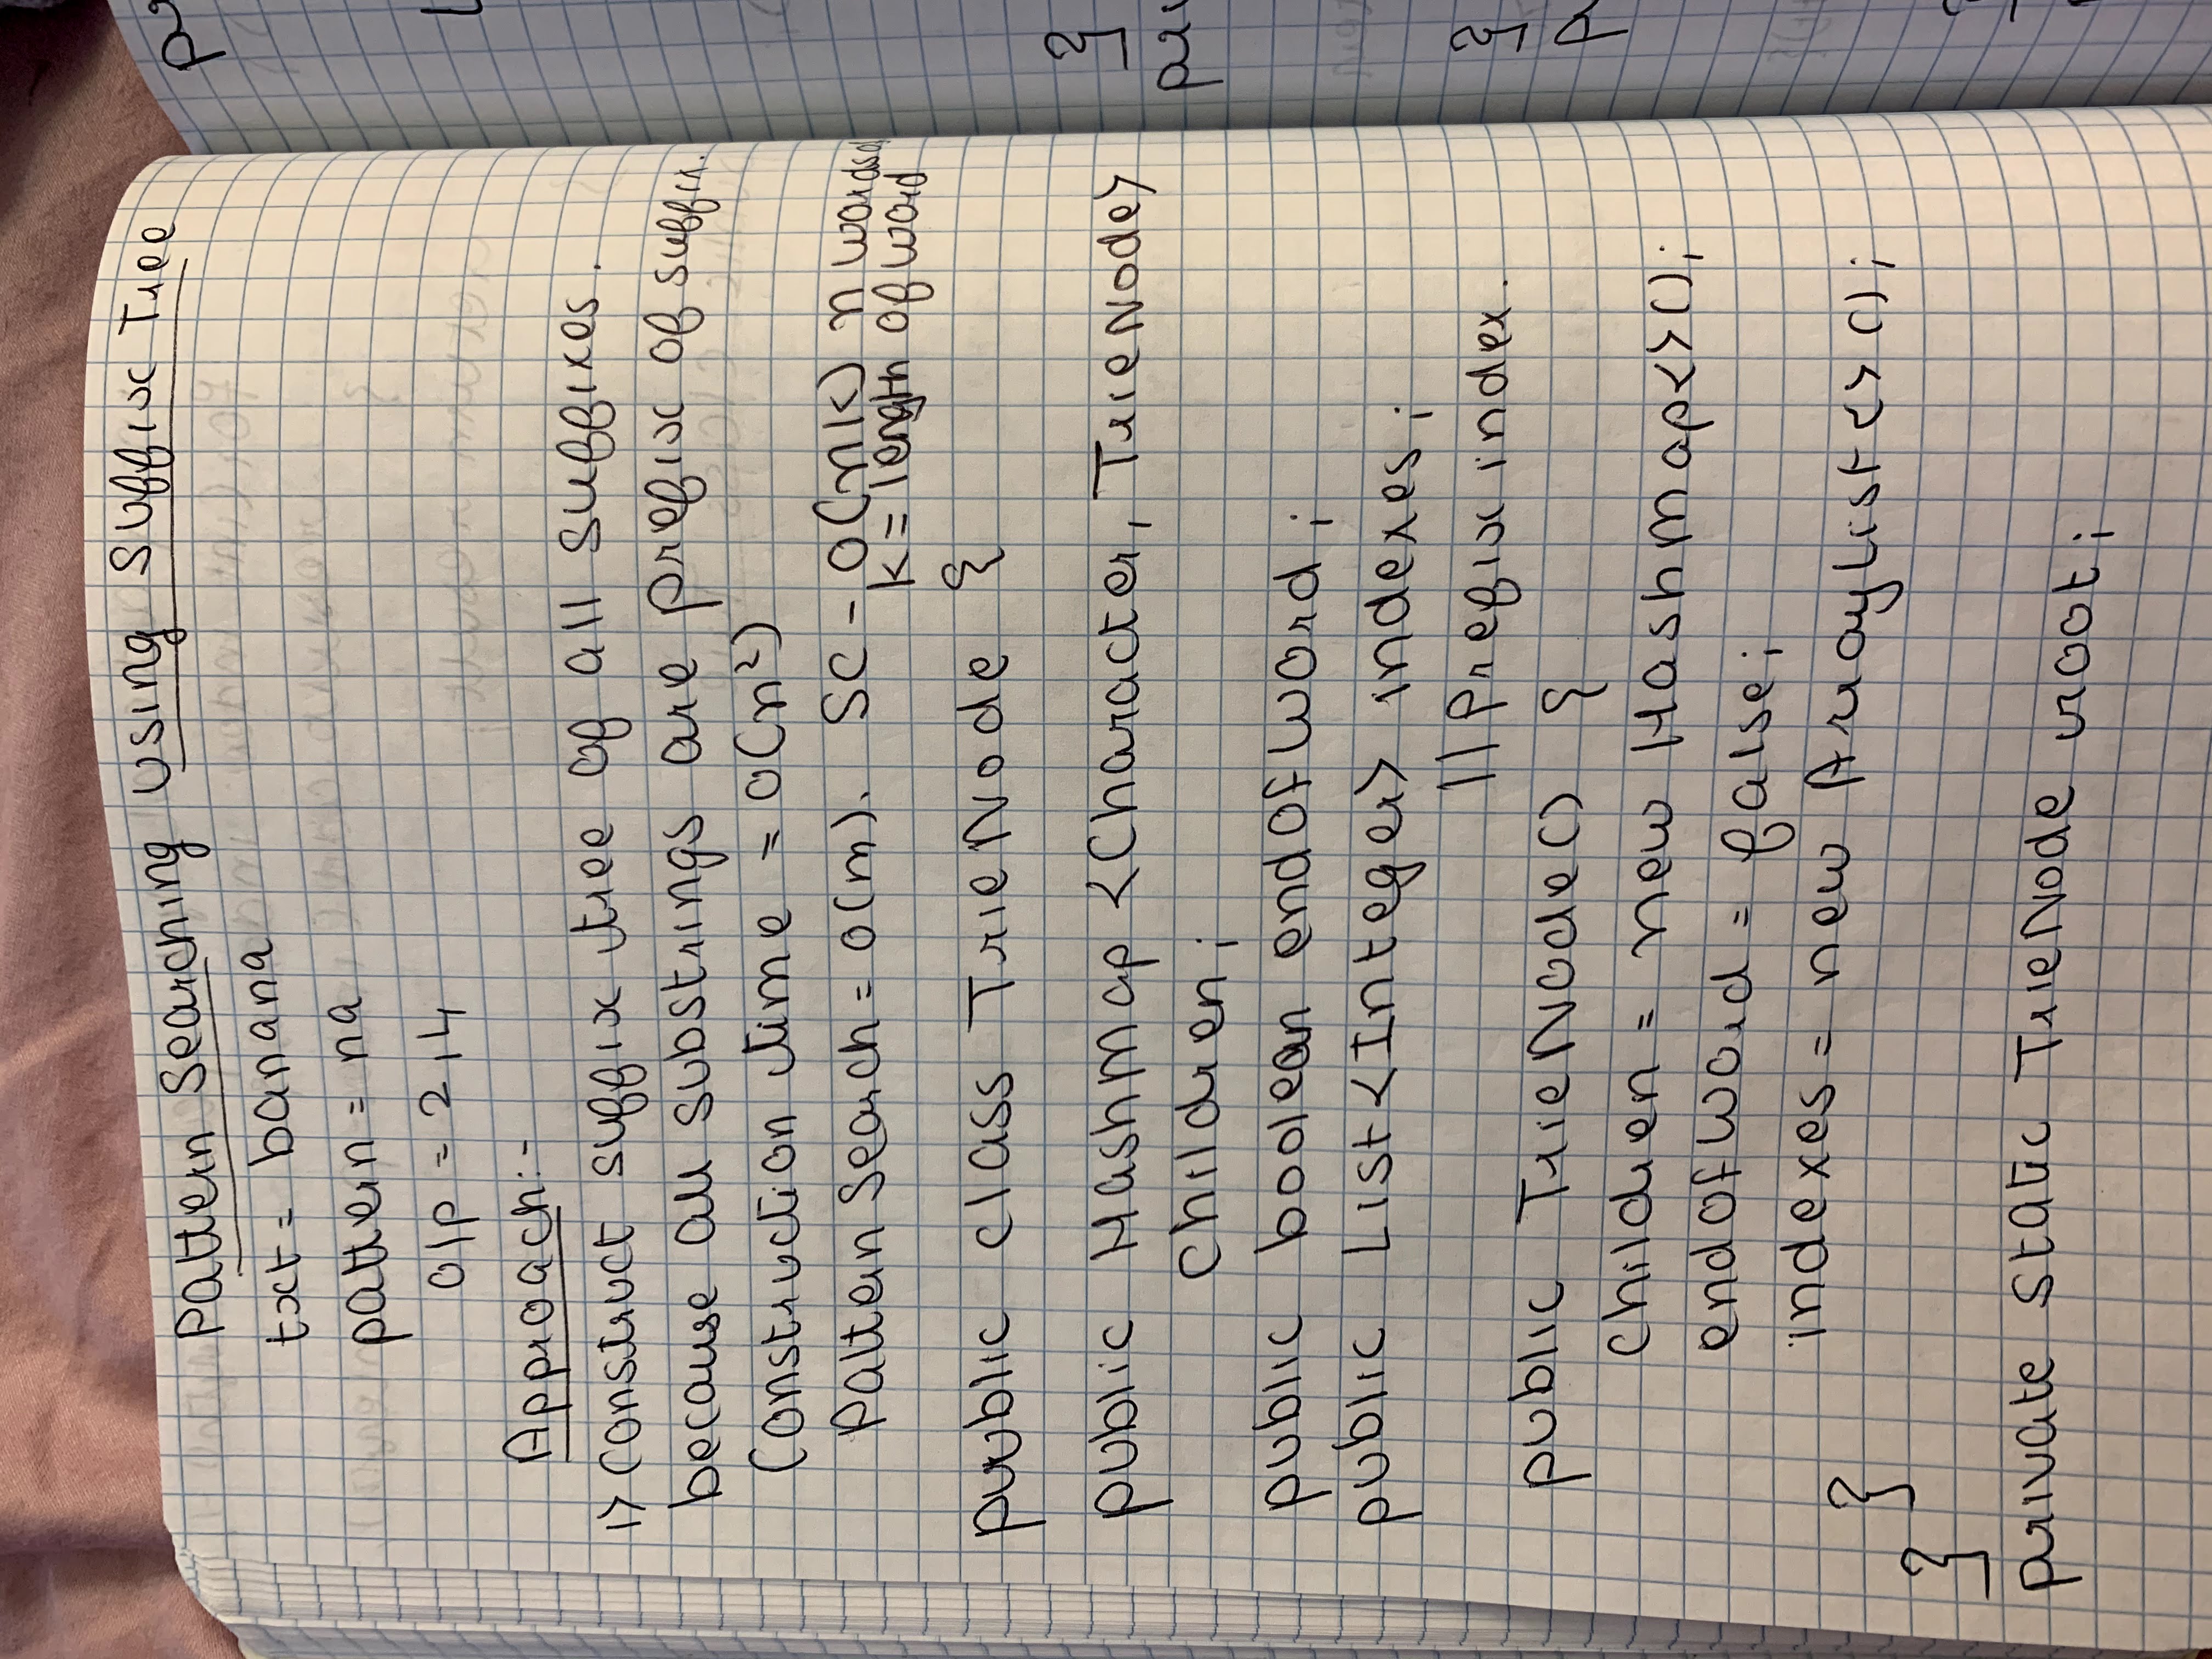 Pattern Searching Using Suffix Tree
txt = banana
pattern = na
O/P = 2,4
Approach:-
1> Construct suffix tree of all suffixes.
because all substrings are prefix of suffix.
Construction time = O(n²)
Pattern Search = O(m). SC - O(nk) n words
k = length of word
public class TrieNode {
public HashMap <Character, TrieNode>
children;
public boolean endOfWord;
public List<Integer> indexes;
// Prefix index.
public TrieNode() {
children = new HashMap<>();
endOfWord = false;
indexes = new ArrayList<>();
}
}
private static TrieNode root;